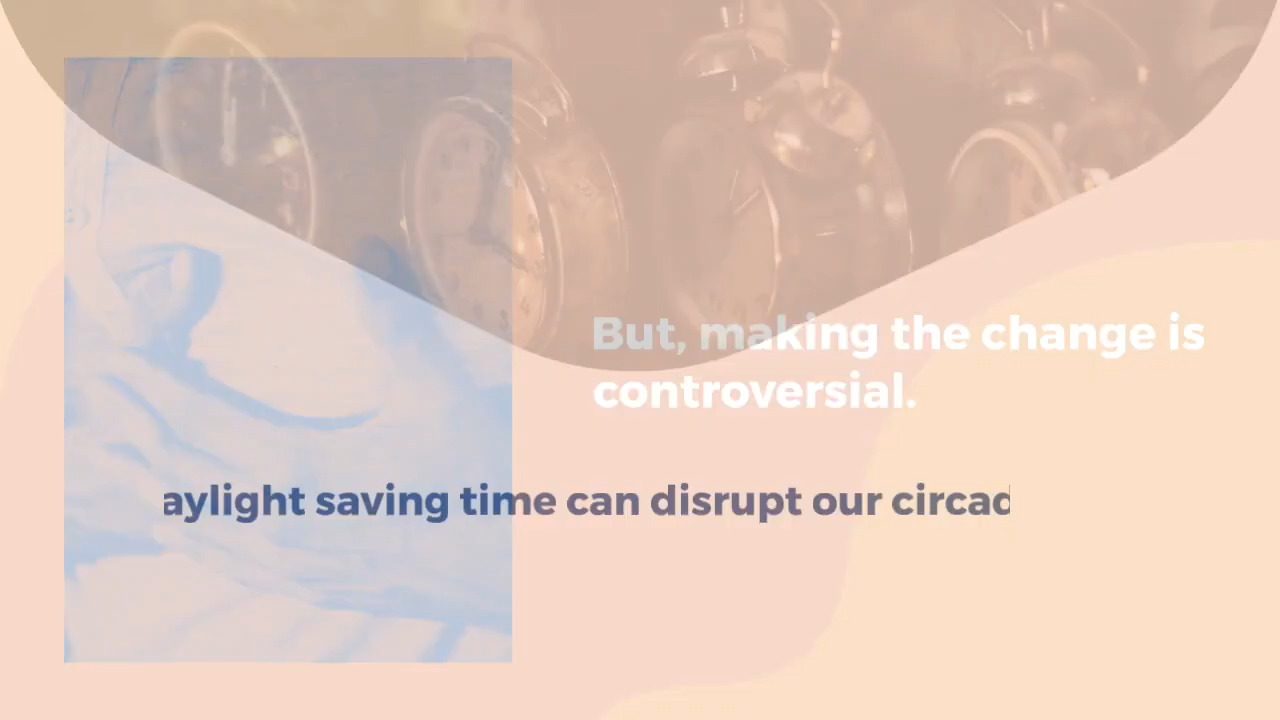 But, making the change is
controversial.
aylight saving time can disrupt our circad